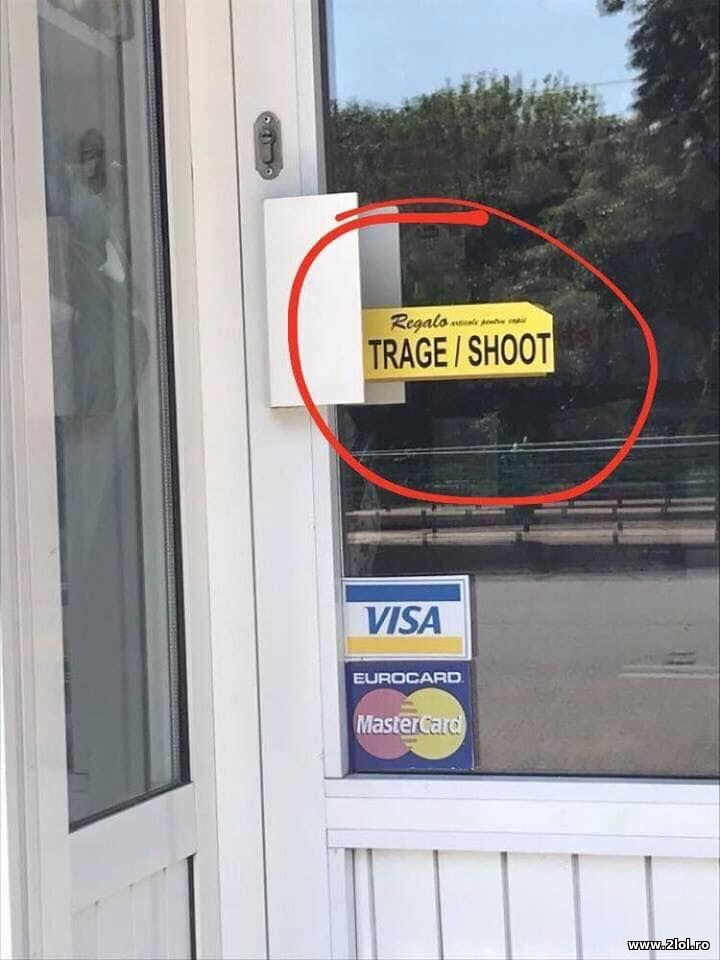 Regalo articole pentru copii
TRAGE / SHOOT
VISA
EUROCARD
MasterCard
www.2lol.ro